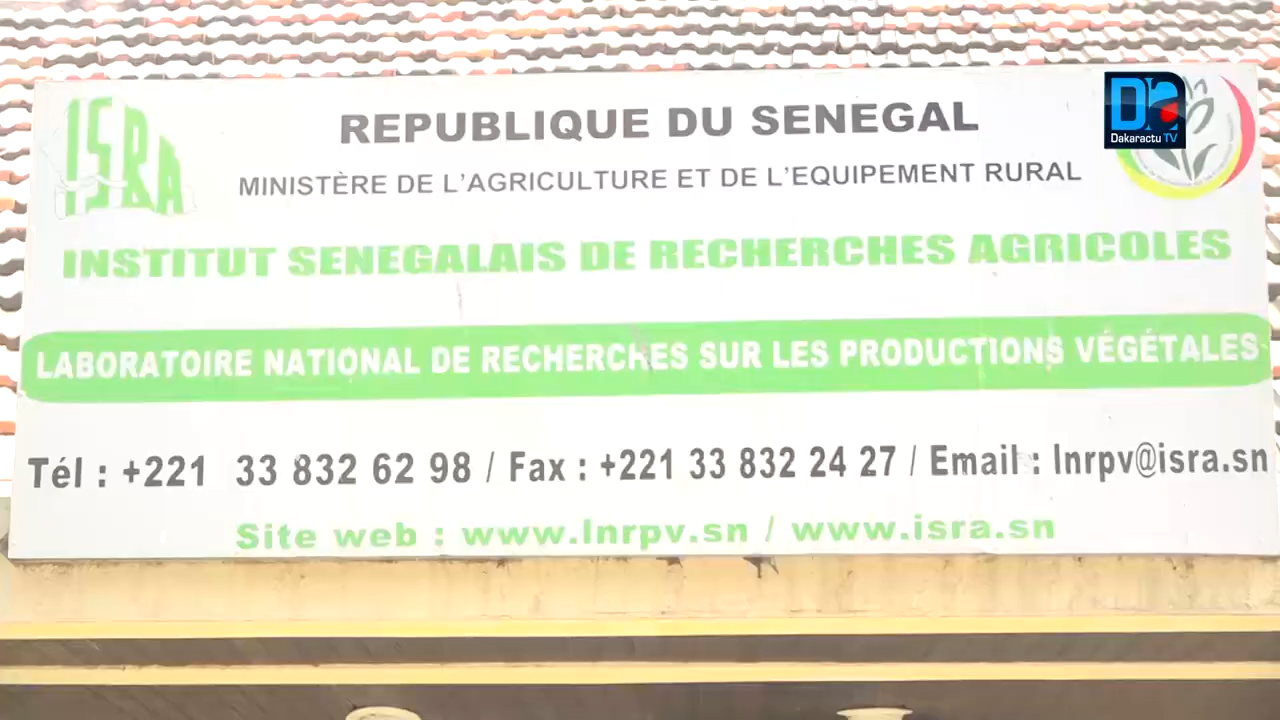 ISRA
REPUBLIQUE DU SENEGAL
Dakaractu TV
MINISTÈRE DE L'AGRICULTURE ET DE L'EQUIPEMENT RURAL
INSTITUT SENEGALAIS DE RECHERCHES AGRICOLES
LABORATOIRE NATIONAL DE RECHERCHES SUR LES PRODUCTIONS VÉGÉTALES
Tél : +221 33 832 62 98 / Fax : +221 33 832 24 27 / Email : lnrpv@isra.sn
Site web : www.lnrpv.sn / www.isra.sn